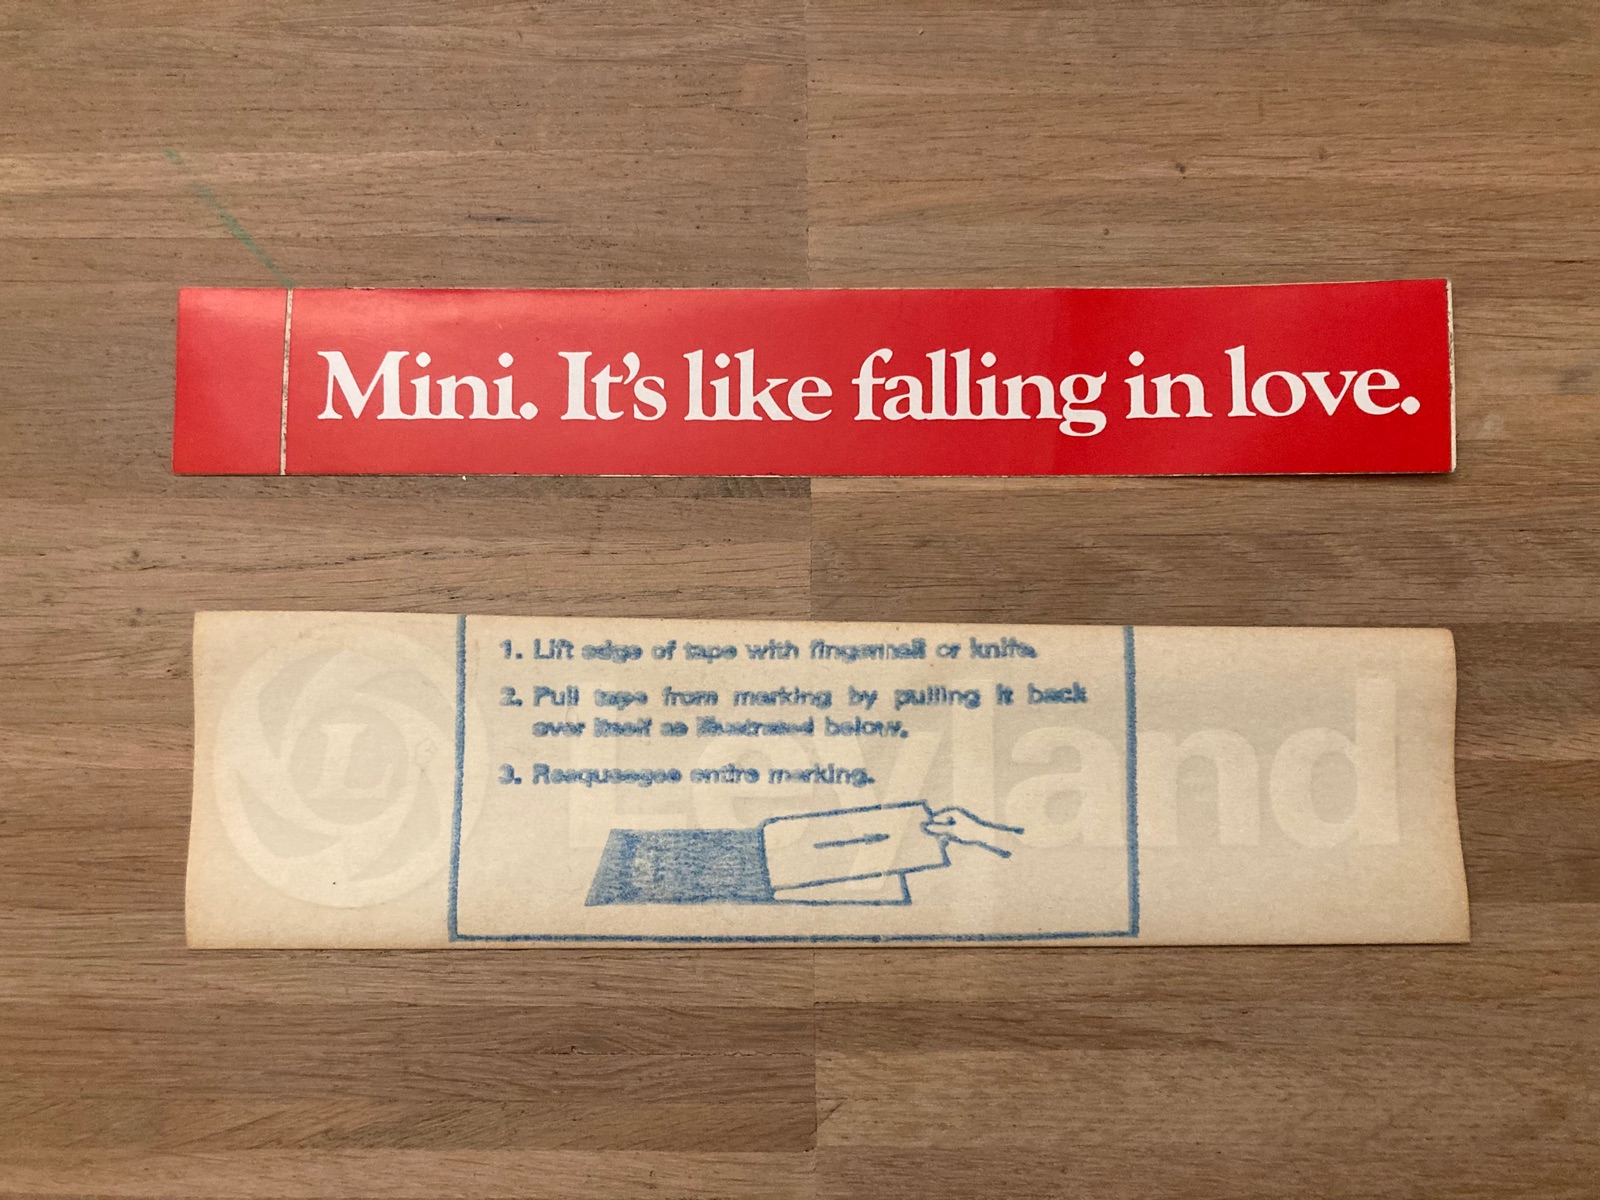 Mini. It's like falling in love.
1. Lift edge of tape with fingernail or knife.
2. Pull tape from marking by pulling it back
over itself as illustrated below.
3. Resqueegee entire marking.
L Leyland